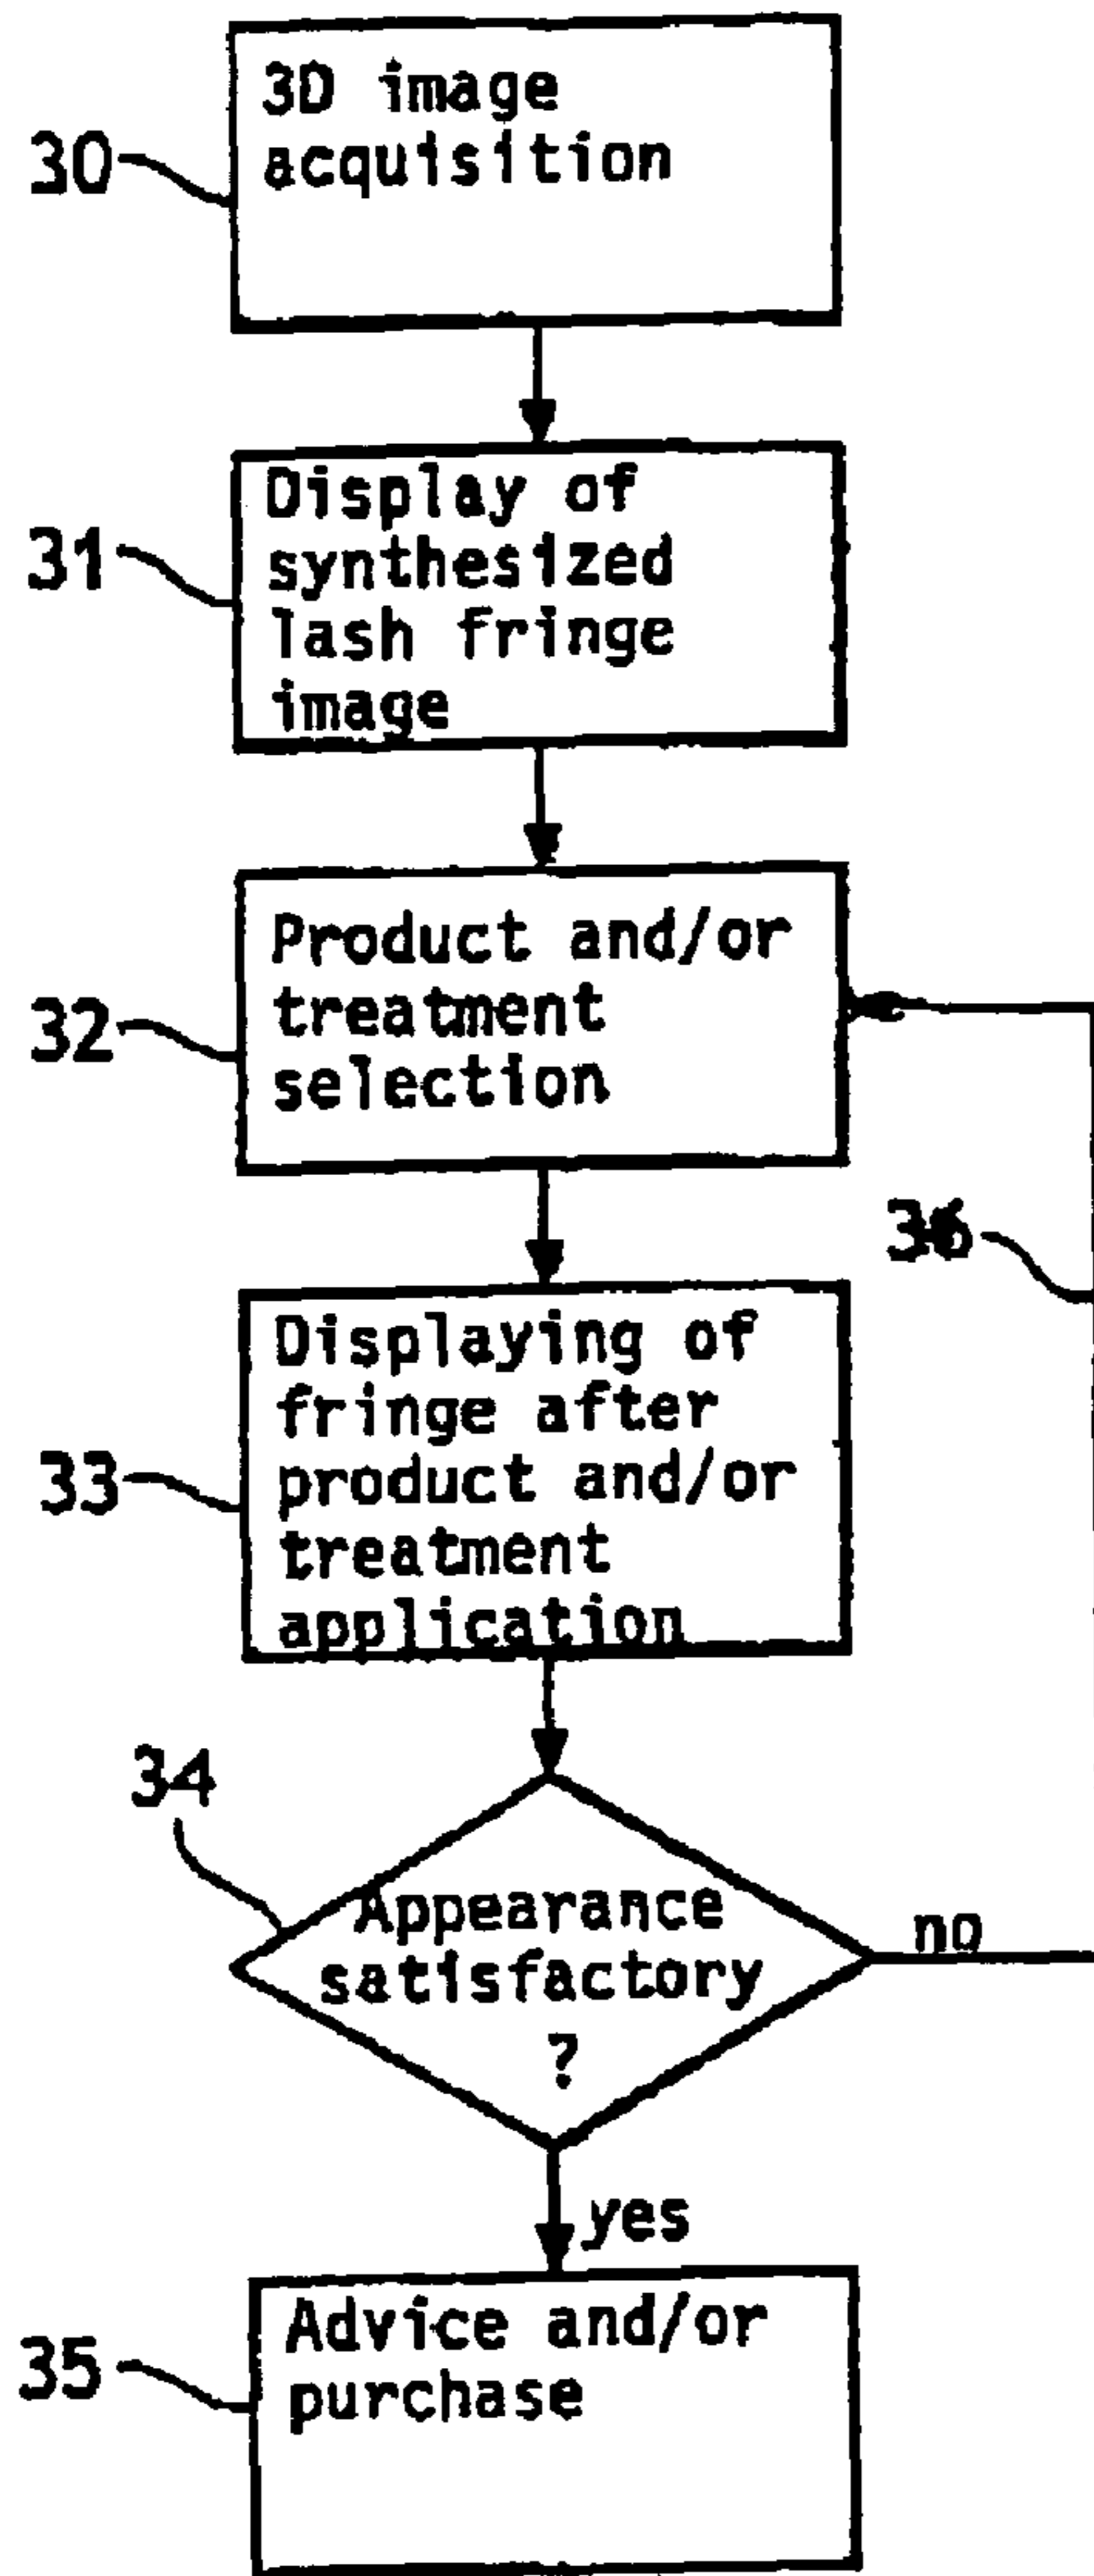 3D image
acquisition
30
Display of
synthesized
lash fringe
image
31
Product and/or
treatment
selection
32
36
Displaying of
fringe after
product and/or
treatment
application
33
34
Appearance
satisfactory
?
no
yes
Advice and/or
purchase
35